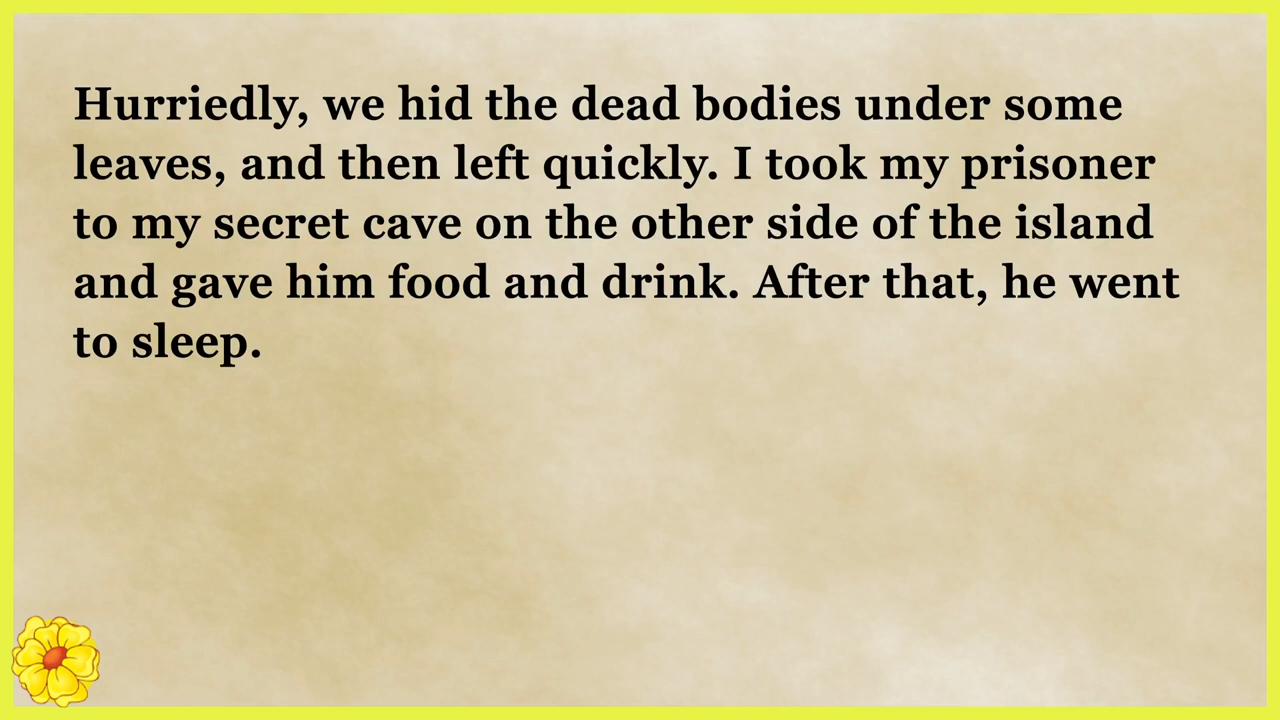 Hurriedly, we hid the dead bodies under some
leaves, and then left quickly. I took my prisoner
to my secret cave on the other side of the island
and gave him food and drink. After that, he went
to sleep.